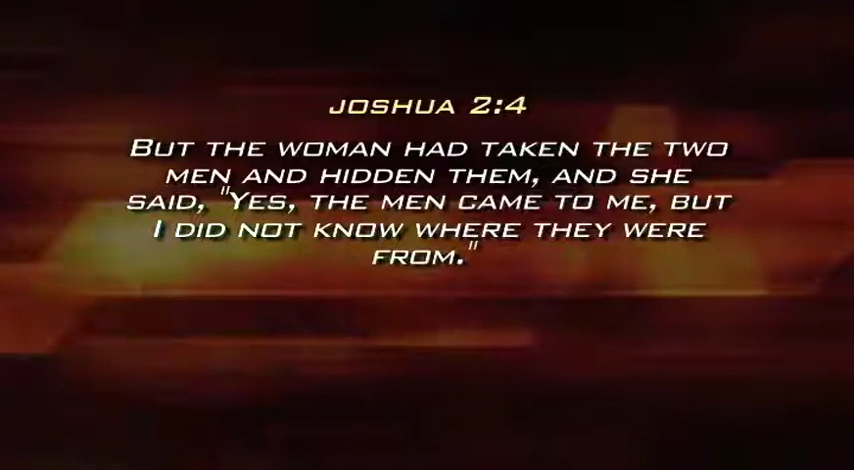 JOSHUA 2:4
BUT THE WOMAN HAD TAKEN THE TWO
MEN AND HIDDEN THEM, AND SHE
SAID, "YES, THE MEN CAME TO ME, BUT
I DID NOT KNOW WHERE THEY WERE
FROM."